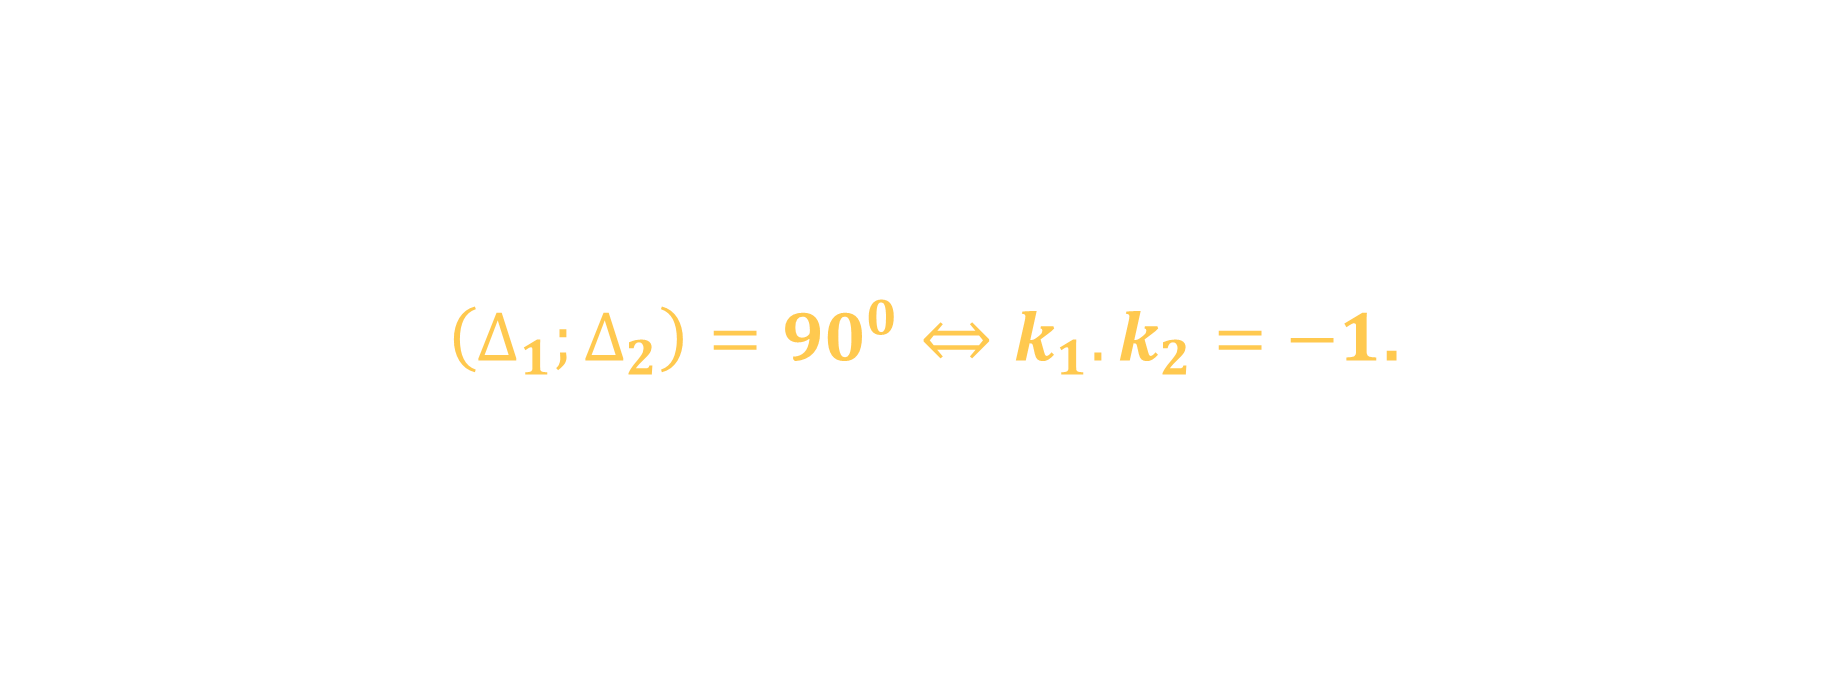 (Δ₁; Δ₂) = 90⁰ ⇔ k₁. k₂ = −1.